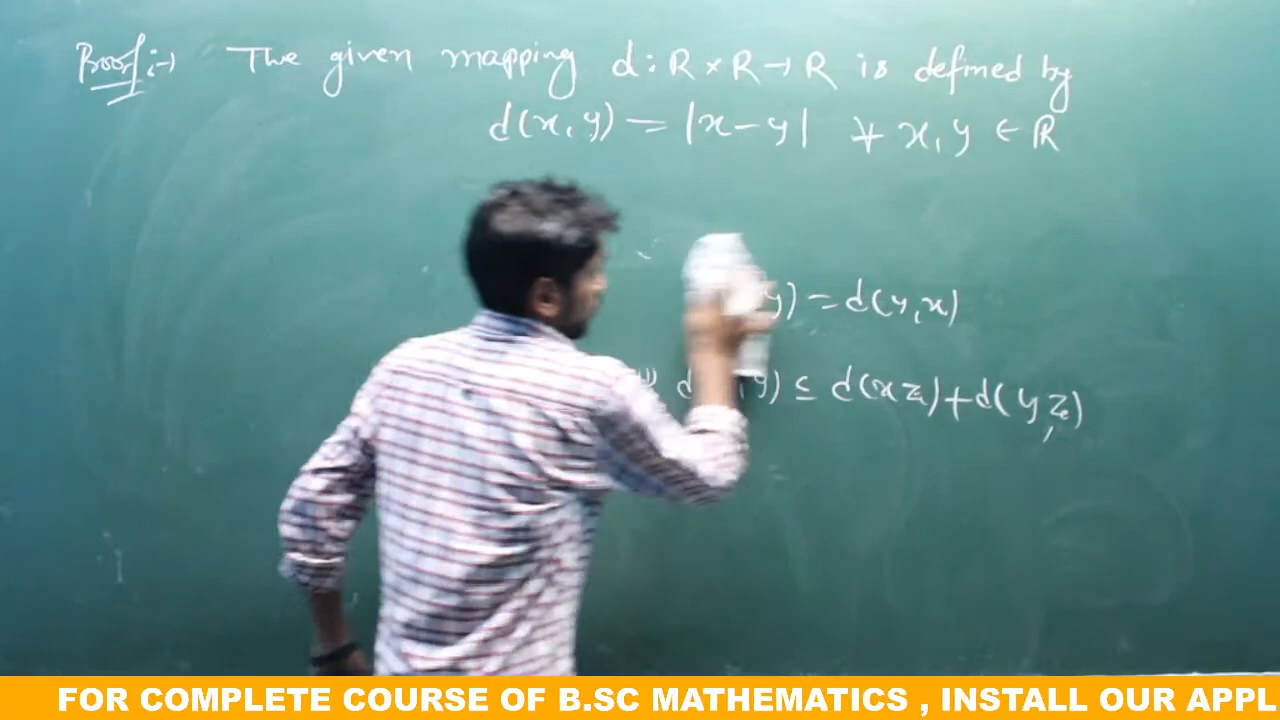 Proof :→ The given mapping d : R × R → R is defined by
d(x, y) = |x - y| ∀ x, y ∈ R
y) = d(y, x)
d y) ≤ d(x z) + d(y, z)
FOR COMPLETE COURSE OF B.SC MATHEMATICS , INSTALL OUR APPL